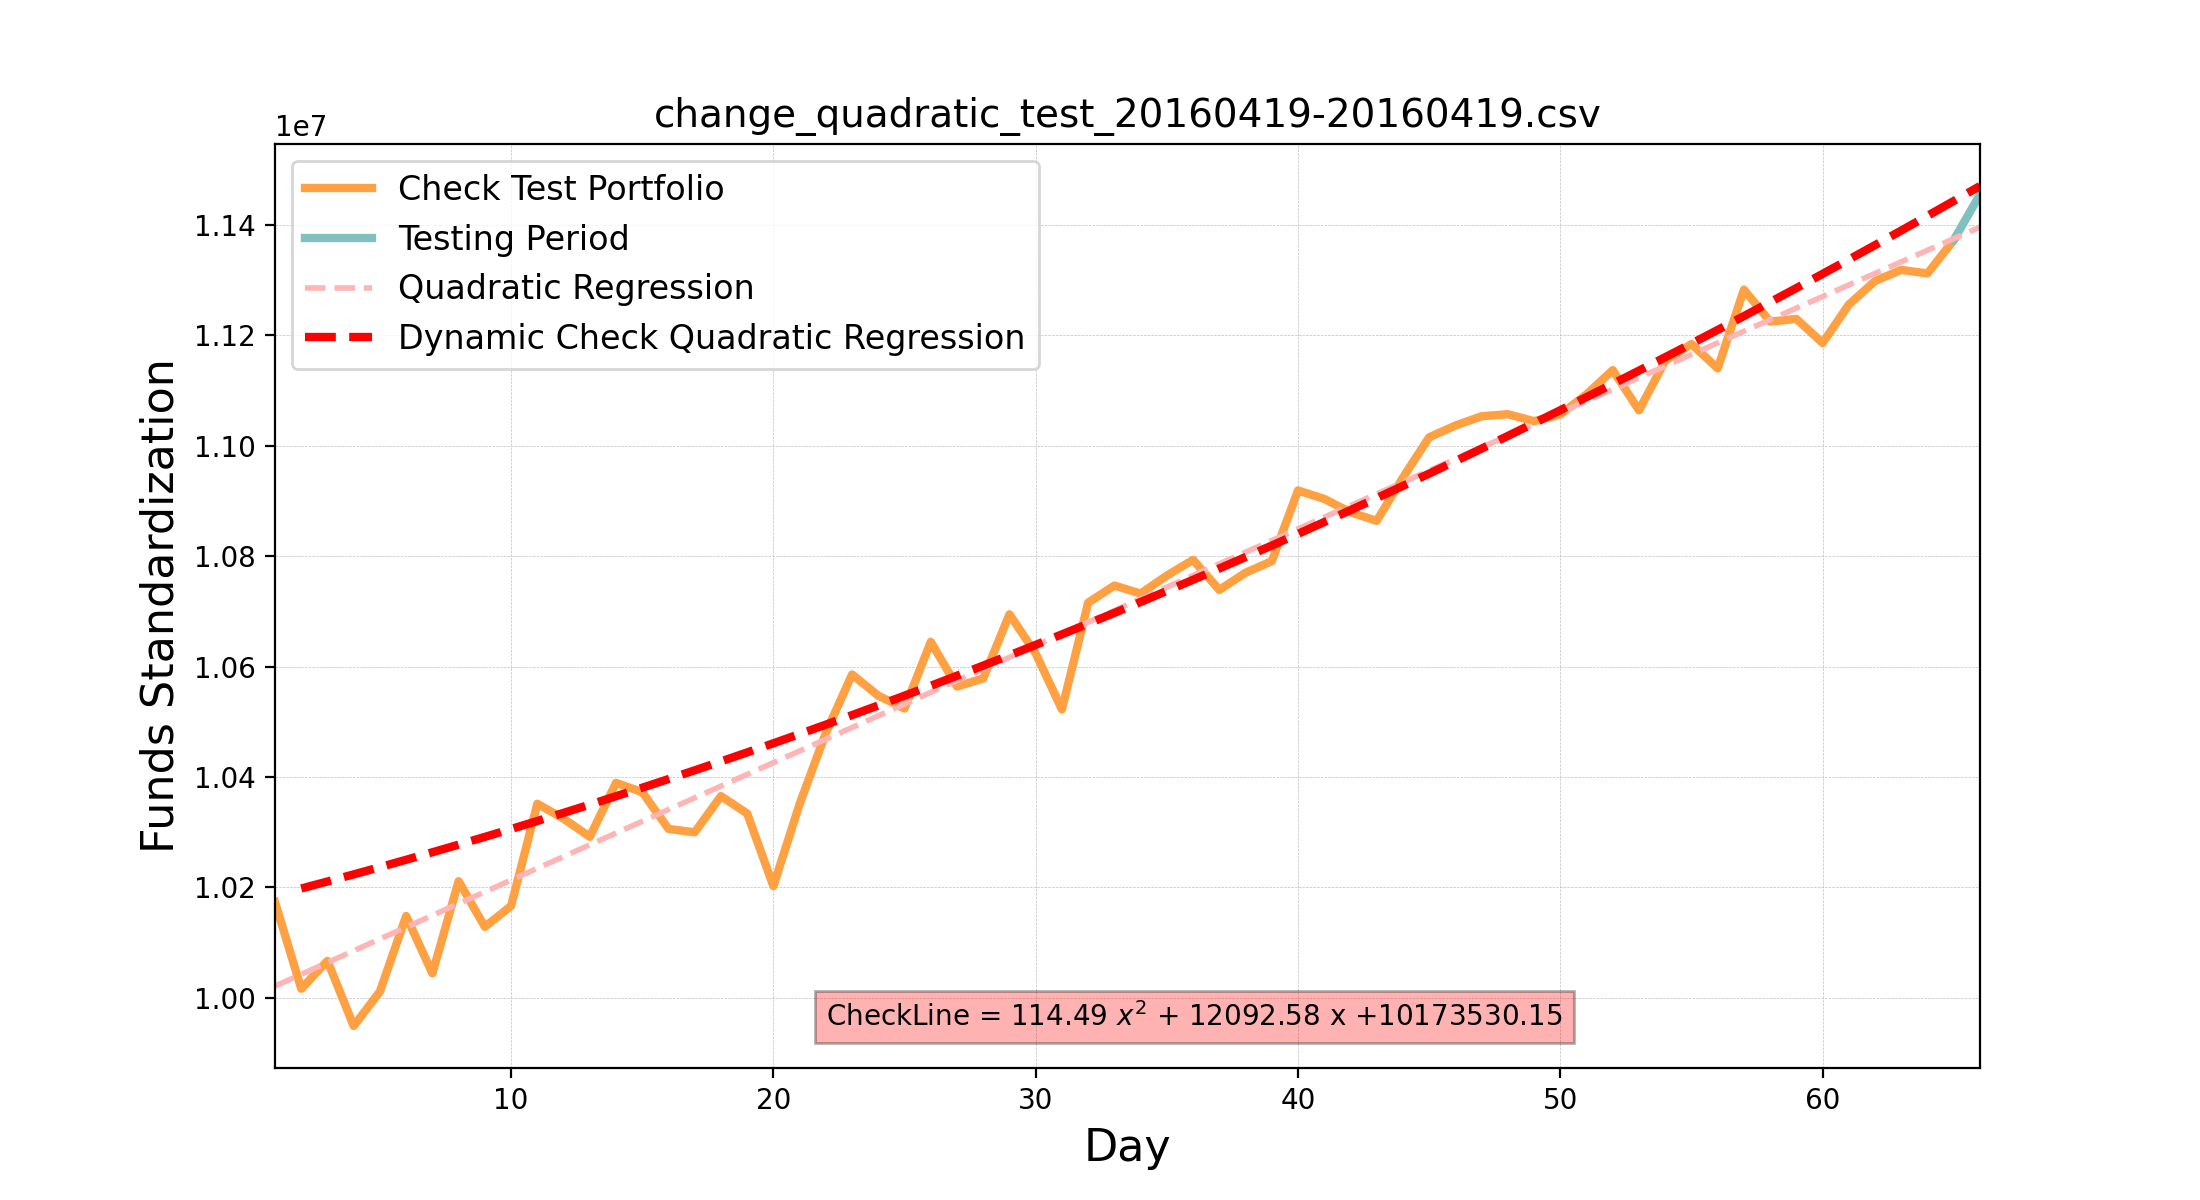 change_quadratic_test_20160419-20160419.csv
1e7
Check Test Portfolio
Testing Period
Quadratic Regression
Dynamic Check Quadratic Regression
Funds Standardization
1.14
1.12
1.10
1.08
1.06
1.04
1.02
1.00
CheckLine = 114.49 x² + 12092.58 x +10173530.15
10 20 30 40 50 60
Day